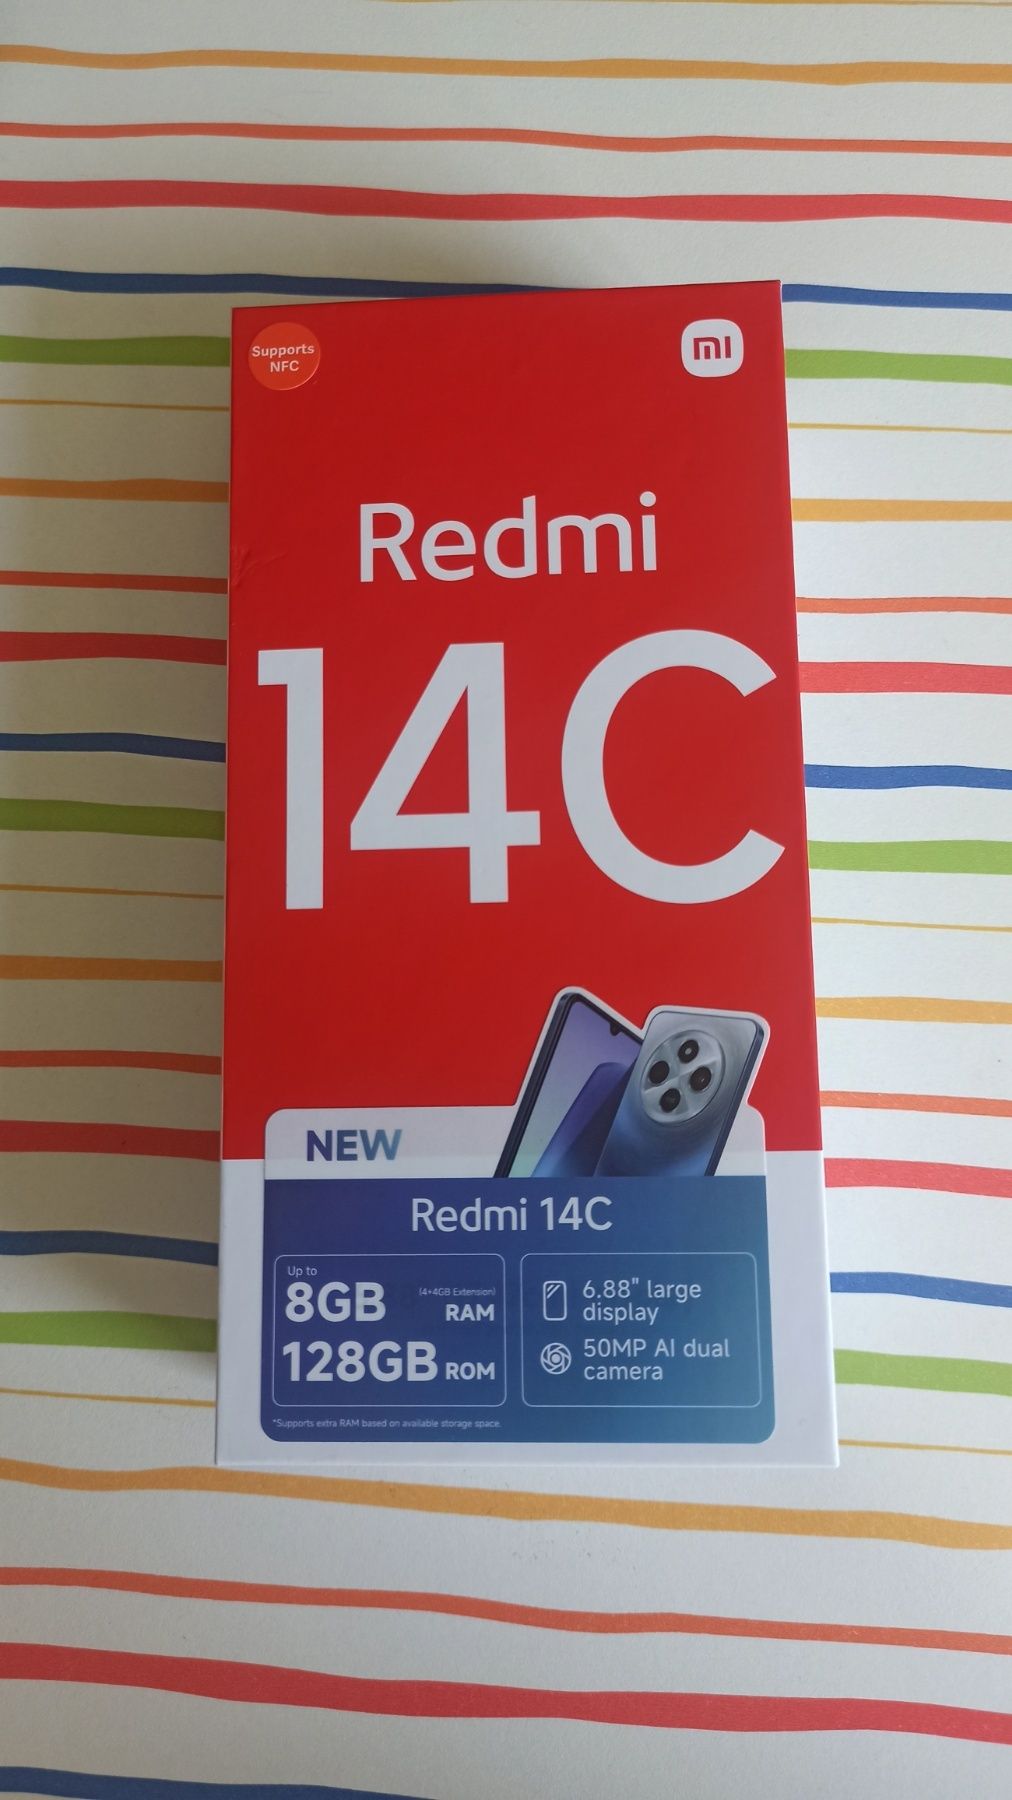 Supports
NFC
mi
Redmi
14C
NEW
Redmi 14C
Up to
8GB (4+4GB Extension) RAM
128GB ROM
6.88" large
display
50MP AI dual
camera
*Supports extra RAM based on available storage space.